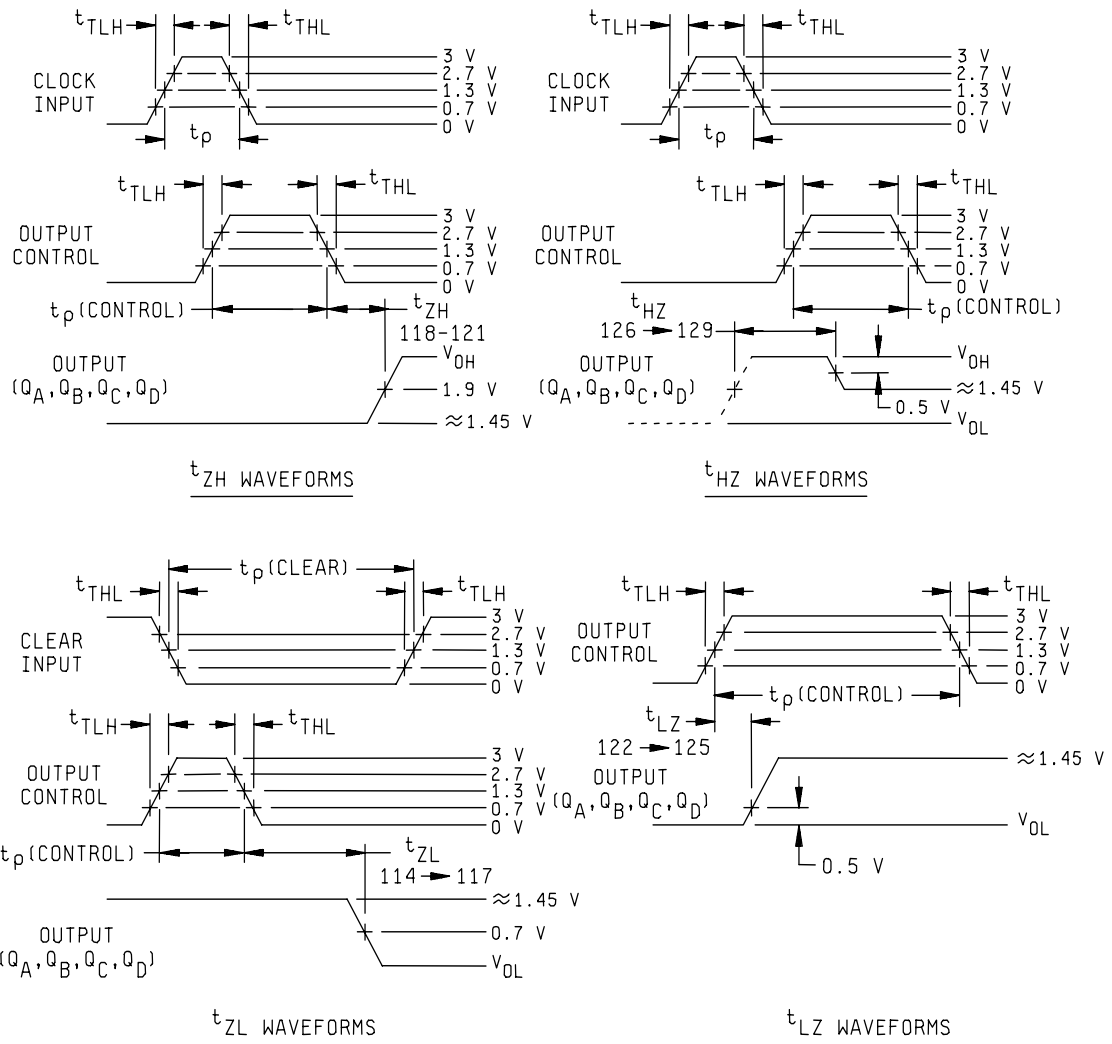 tTLH tTHL
CLOCK INPUT
3 V
2.7 V
1.3 V
0.7 V
0 V
tp
tTLH tTHL
OUTPUT CONTROL
3 V
2.7 V
1.3 V
0.7 V
0 V
tp(CONTROL)
tZH
118-121
OUTPUT
(QA,QB,QC,QD)
VOH
1.9 V
≈1.45 V
tZH WAVEFORMS
tTLH tTHL
CLOCK INPUT
3 V
2.7 V
1.3 V
0.7 V
0 V
tp
tTLH tTHL
OUTPUT CONTROL
3 V
2.7 V
1.3 V
0.7 V
0 V
tp(CONTROL)
tHZ
126 → 129
OUTPUT
(QA,QB,QC,QD)
VOH
≈1.45 V
0.5 V
VOL
tHZ WAVEFORMS
tp(CLEAR)
tTHL tTLH
CLEAR INPUT
3 V
2.7 V
1.3 V
0.7 V
0 V
tTLH tTHL
OUTPUT CONTROL
3 V
2.7 V
1.3 V
0.7 V
0 V
tp(CONTROL)
tZL
114 → 117
OUTPUT
(QA,QB,QC,QD)
≈1.45 V
0.7 V
VOL
tZL WAVEFORMS
tTLH tTHL
OUTPUT CONTROL
3 V
2.7 V
1.3 V
0.7 V
0 V
tp(CONTROL)
tLZ
122 → 125
OUTPUT
(QA,QB,QC,QD)
≈1.45 V
VOL
0.5 V
tLZ WAVEFORMS